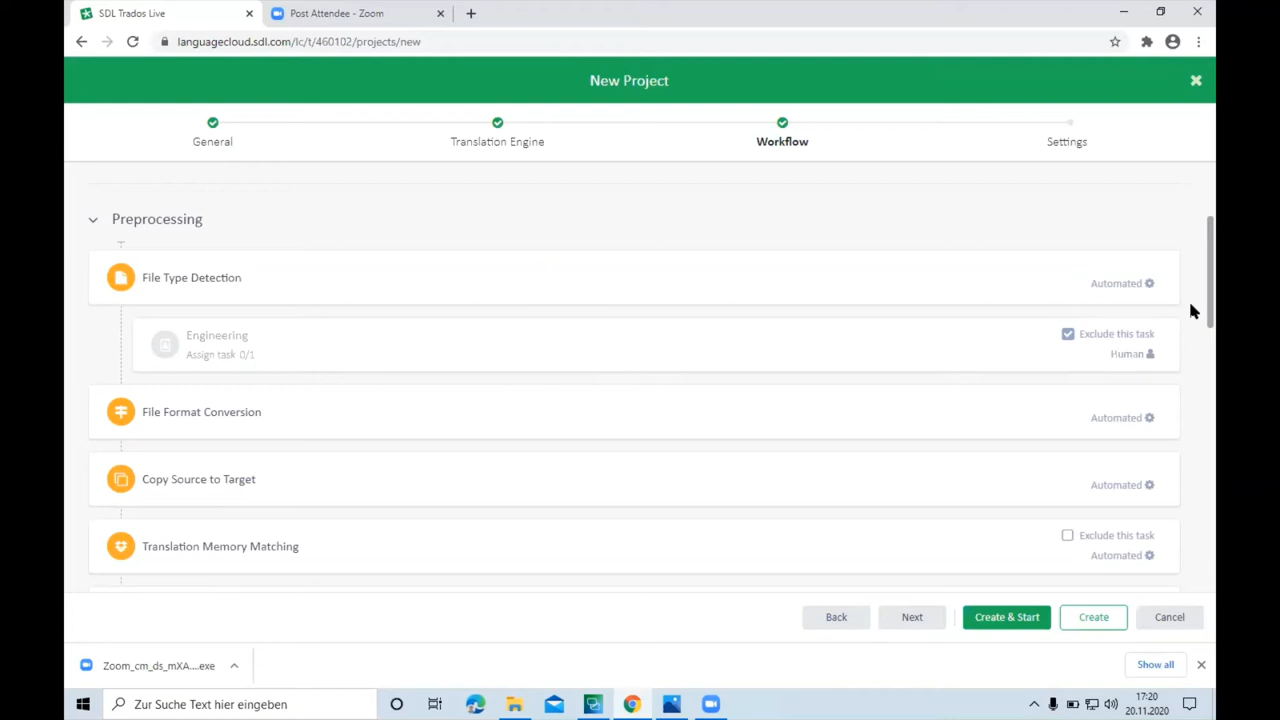 SDL Trados Live
Post Attendee - Zoom
languagecloud.sdl.com/lc/t/460102/projects/new
New Project
General
Translation Engine
Workflow
Settings
Preprocessing
File Type Detection
Automated
Engineering
Assign task 0/1
Exclude this task
Human
File Format Conversion
Automated
Copy Source to Target
Automated
Translation Memory Matching
Exclude this task
Automated
Back
Next
Create & Start
Create
Cancel
Zoom_cm_ds_mXA....exe
Show all
Zur Suche Text hier eingeben
17:20
20.11.2020